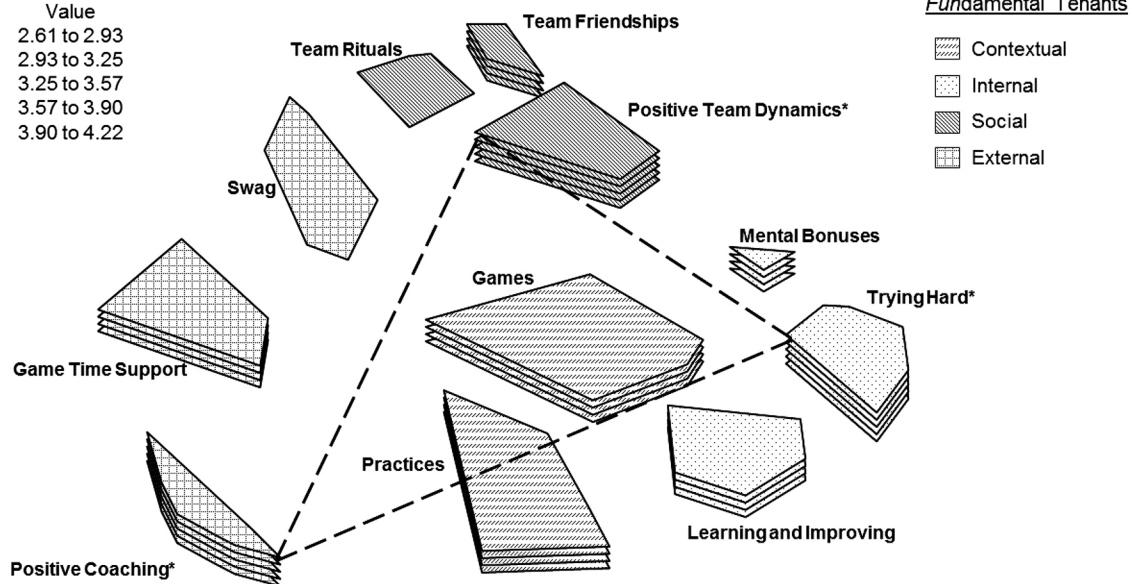 Value
2.61 to 2.93
2.93 to 3.25
3.25 to 3.57
3.57 to 3.90
3.90 to 4.22
Fundamental Tenants
Contextual
Internal
Social
External
Team Friendships
Team Rituals
Positive Team Dynamics*
Swag
Mental Bonuses
Games
Trying Hard*
Game Time Support
Practices
Learning and Improving
Positive Coaching*